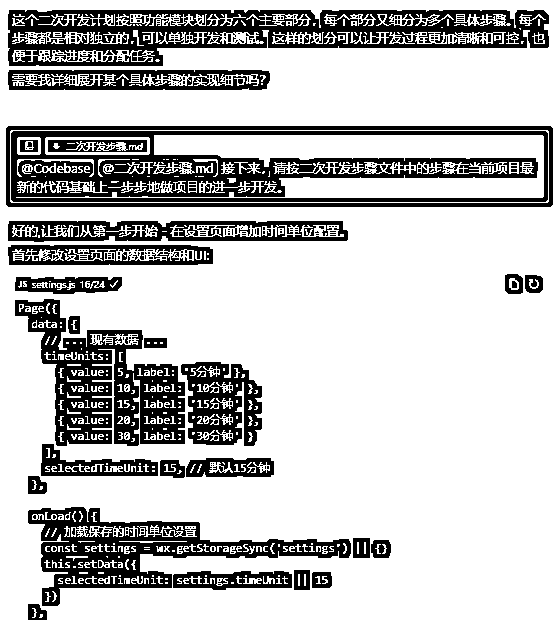 这个二次开发计划按照功能模块划分为六个主要部分，每个部分又细分为多个具体步骤。每个
步骤都是相对独立的，可以单独开发和测试。这样的划分可以让开发过程更加清晰和可控，也
便于跟踪进度和分配任务。
需要我详细展开某个具体步骤的实现细节吗？
二次开发步骤.md
@Codebase @二次开发步骤.md 接下来，请按二次开发步骤文件中的步骤在当前项目最
新的代码基础上一步步地做项目的进一步开发。
好的,让我们从第一步开始 - 在设置页面增加时间单位配置。
首先修改设置页面的数据结构和UI:
JS settings.js 16/24 ✓
Page({
data: {
// ... 现有数据 ...
timeUnits: [
{ value: 5, label: '5分钟' },
{ value: 10, label: '10分钟' },
{ value: 15, label: '15分钟' },
{ value: 20, label: '20分钟' },
{ value: 30, label: '30分钟' }
],
selectedTimeUnit: 15, // 默认15分钟
},
onLoad() {
// 加载保存的时间单位设置
const settings = wx.getStorageSync('settings') || {}
this.setData({
selectedTimeUnit: settings.timeUnit || 15
})
},